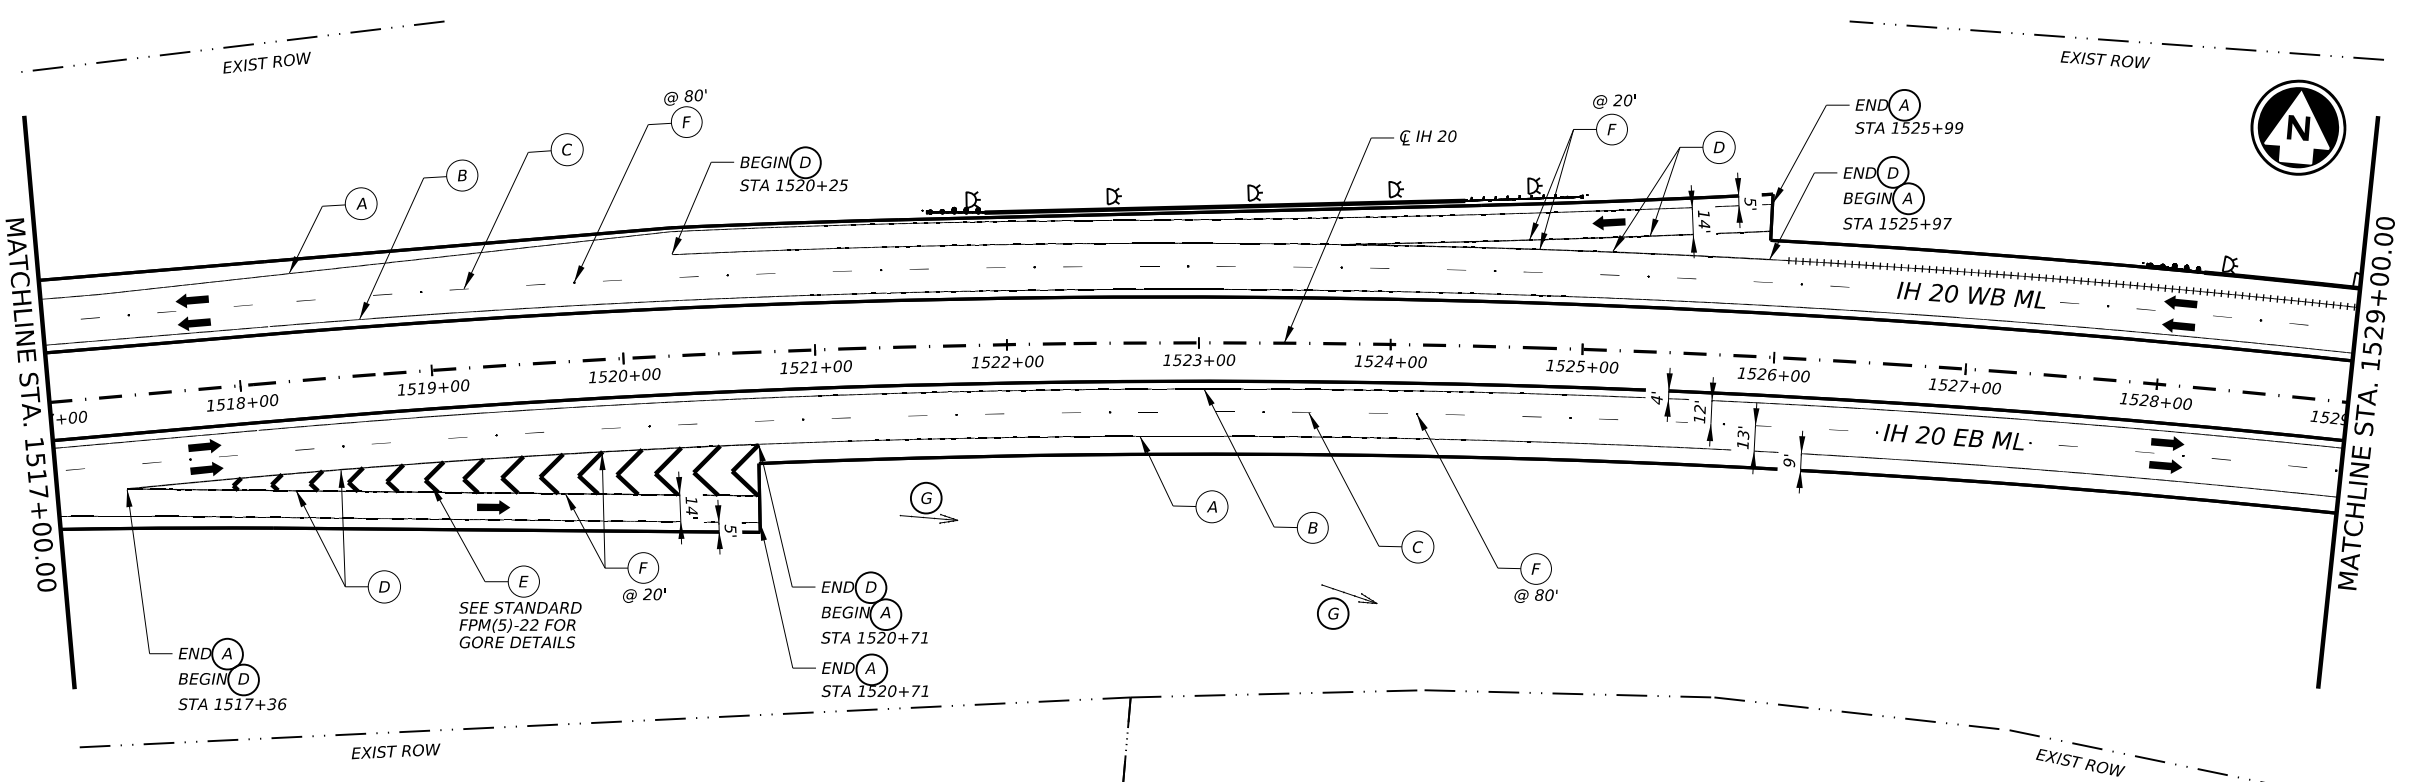 EXIST ROW
EXIST ROW
N
@ 80'
F
C
B
A
BEGIN D
STA 1520+25
℄ IH 20
@ 20'
F
D
END A
STA 1525+99
END D
BEGIN A
STA 1525+97
5'
14'
MATCHLINE STA. 1517+00.00
MATCHLINE STA. 1529+00.00
IH 20 WB ML
+00
1518+00
1519+00
1520+00
1521+00
1522+00
1523+00
1524+00
1525+00
1526+00
1527+00
1528+00
1529
4'
12'
13'
6'
IH 20 EB ML
14'
5'
G
A
B
C
F
@ 80'
G
D
E
SEE STANDARD
FPM(5)-22 FOR
GORE DETAILS
F
@ 20'
END D
BEGIN A
STA 1520+71
END A
STA 1520+71
END A
BEGIN D
STA 1517+36
EXIST ROW
EXIST ROW